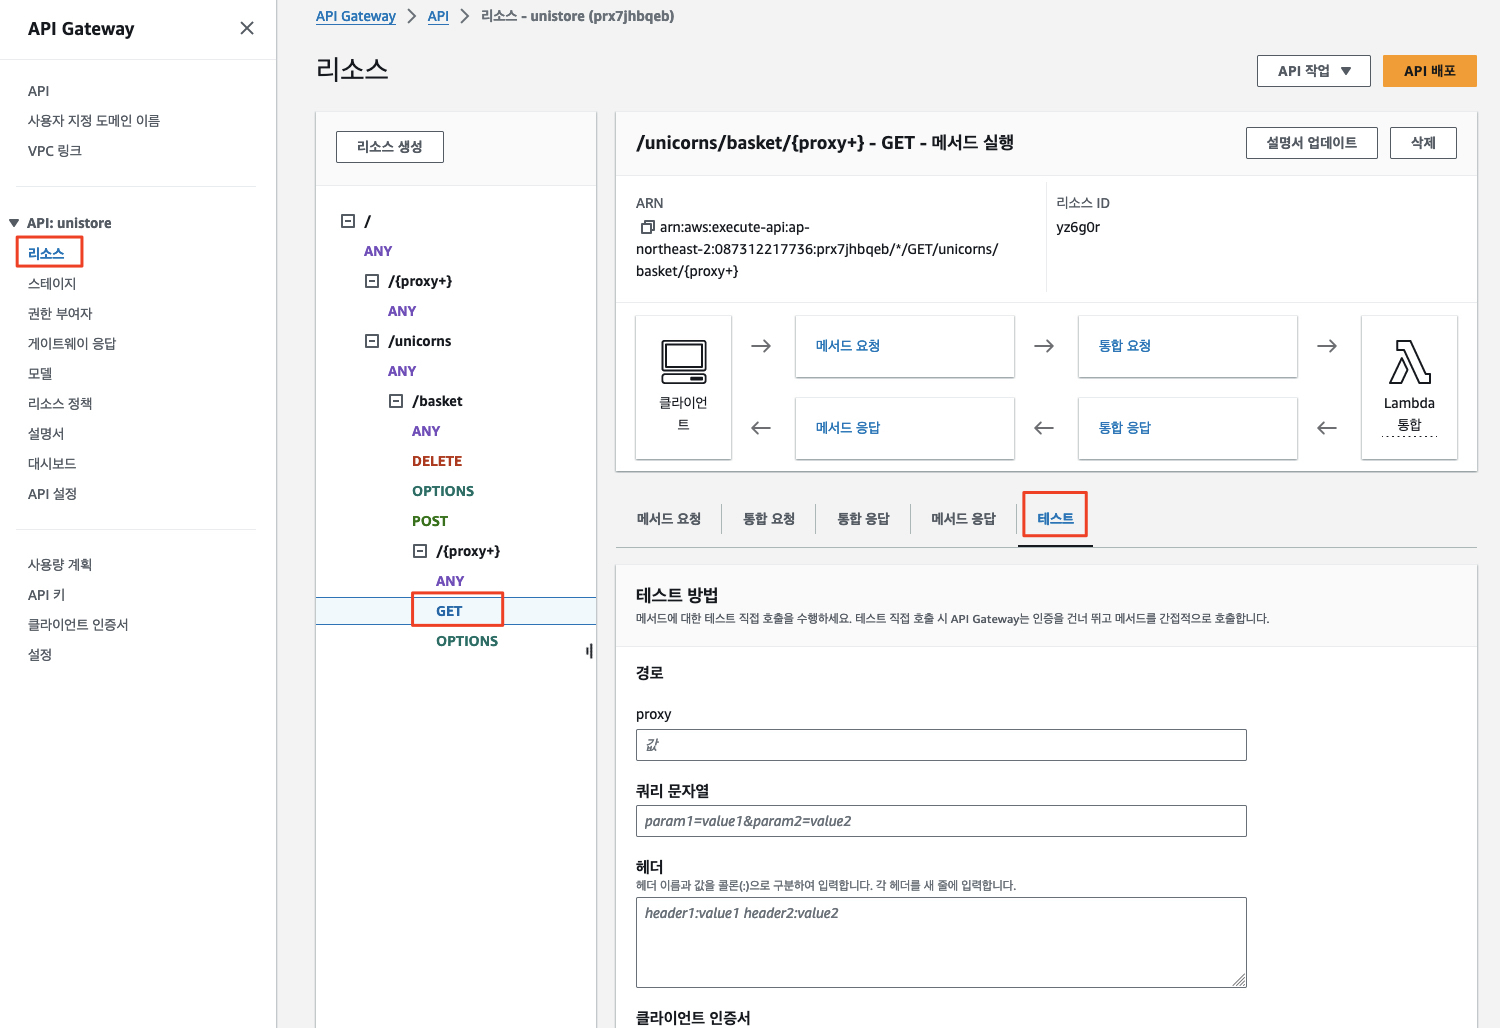 API Gateway
API
사용자 지정 도메인 이름
VPC 링크
API: unistore
리소스
스테이지
권한 부여자
게이트웨이 응답
모델
리소스 정책
설명서
대시보드
API 설정
사용량 계획
API 키
클라이언트 인증서
설정
API Gateway > API > 리소스 - unistore (prx7jhbqeb)
리소스
API 작업 ▼
API 배포
리소스 생성
/
ANY
/{proxy+}
ANY
/unicorns
ANY
/basket
ANY
DELETE
OPTIONS
POST
/{proxy+}
ANY
GET
OPTIONS
/unicorns/basket/{proxy+} - GET - 메서드 실행
설명서 업데이트
삭제
ARN
arn:aws:execute-api:ap-
northeast-2:087312217736:prx7jhbqeb/*/GET/unicorns/
basket/{proxy+}
리소스 ID
yz6g0r
클라이언
트
메서드 요청
통합 요청
메서드 응답
통합 응답
Lambda
통합
메서드 요청
통합 요청
통합 응답
메서드 응답
테스트
테스트 방법
메서드에 대한 테스트 직접 호출을 수행하세요. 테스트 직접 호출 시 API Gateway는 인증을 건너 뛰고 메서드를 간접적으로 호출합니다.
경로
proxy
값
쿼리 문자열
param1=value1&param2=value2
헤더
헤더 이름과 값을 콜론(:)으로 구분하여 입력합니다. 각 헤더를 새 줄에 입력합니다.
header1:value1 header2:value2
클라이언트 인증서